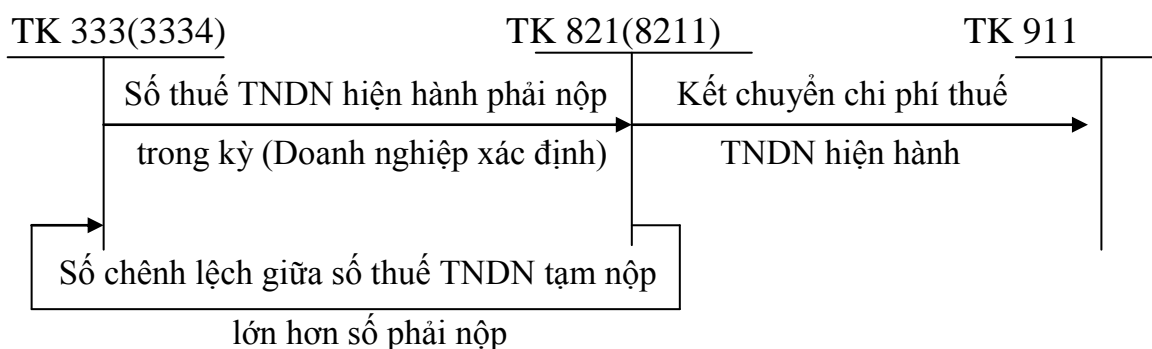 TK 333(3334) TK 821(8211) TK 911
Số thuế TNDN hiện hành phải nộp Kết chuyển chi phí thuế
trong kỳ (Doanh nghiệp xác định) TNDN hiện hành
Số chênh lệch giữa số thuế TNDN tạm nộp
lớn hơn số phải nộp